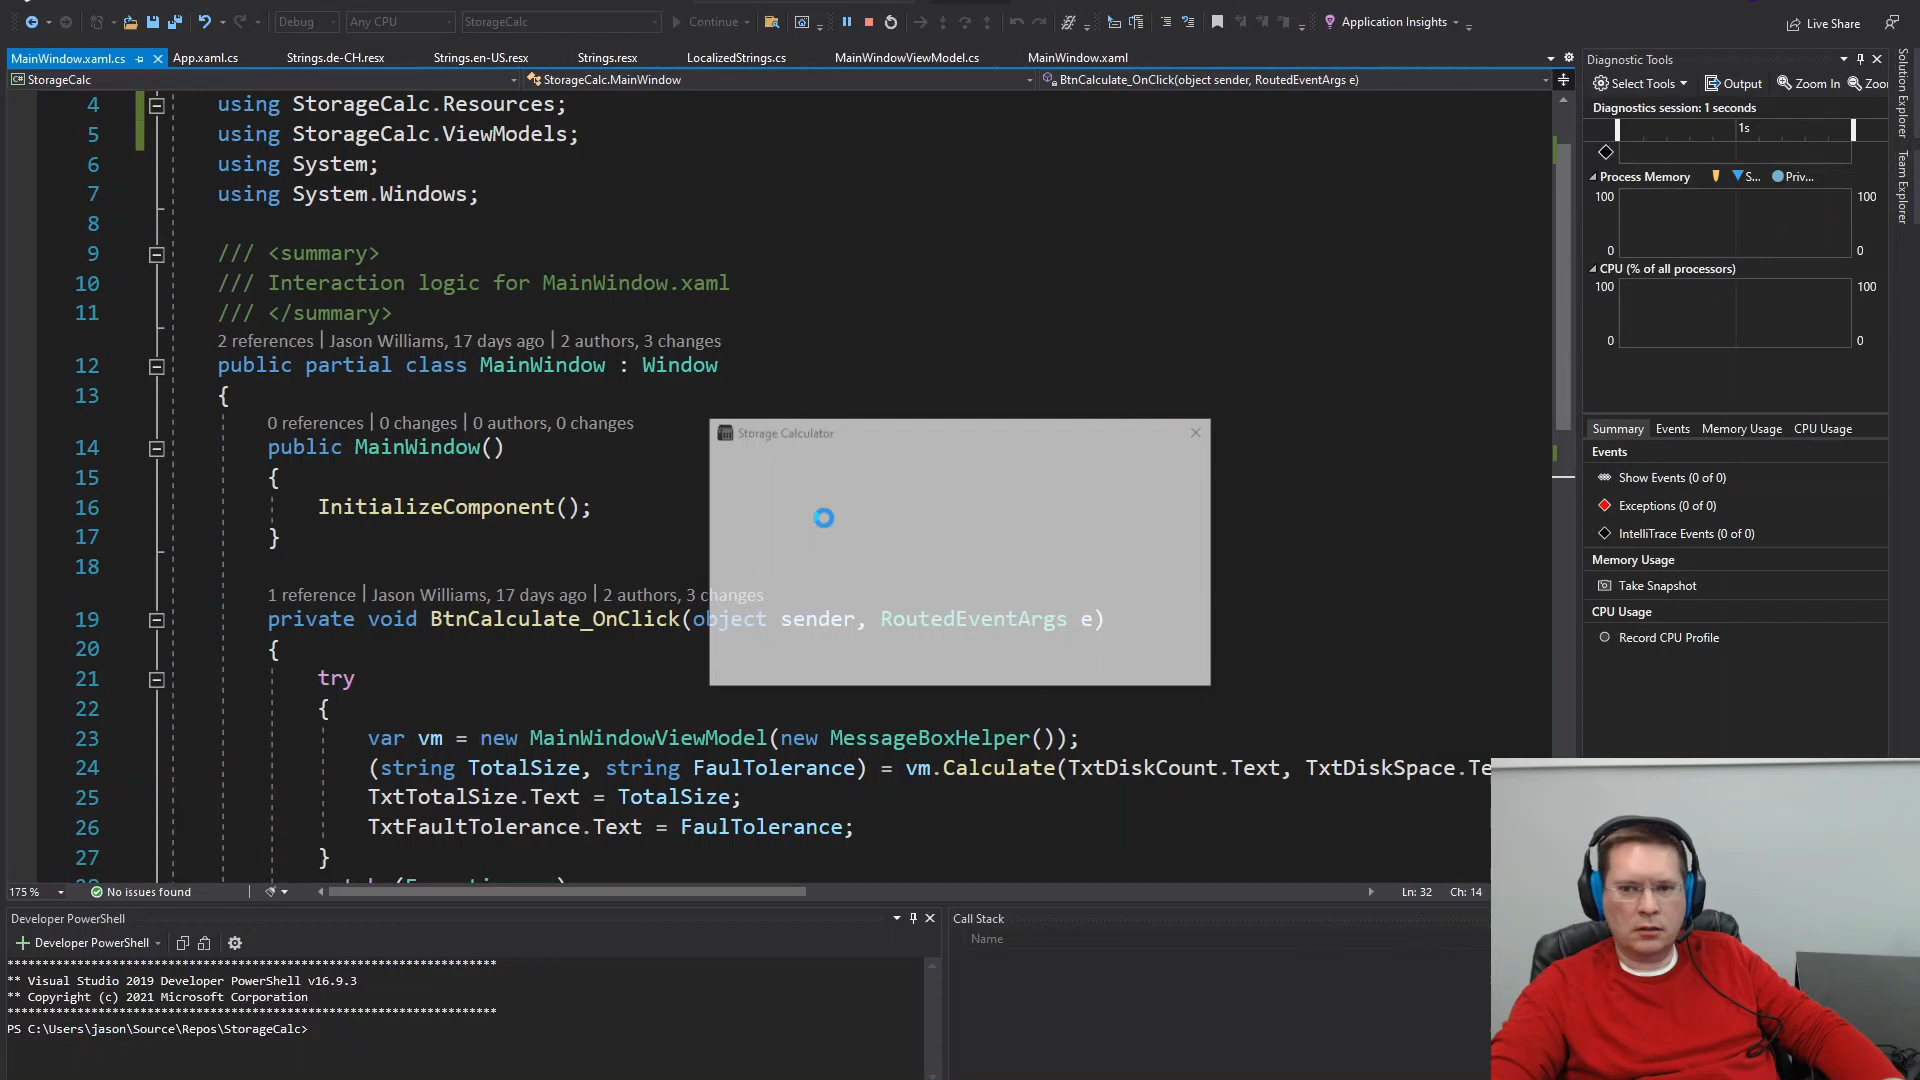 Debug
Any CPU
StorageCalc
Continue
Application Insights
Live Share
MainWindow.xaml.cs
App.xaml.cs
Strings.de-CH.resx
Strings.en-US.resx
Strings.resx
LocalizedStrings.cs
MainWindowViewModel.cs
MainWindow.xaml
StorageCalc
StorageCalc.MainWindow
BtnCalculate_OnClick(object sender, RoutedEventArgs e)
4 using StorageCalc.Resources;
5 using StorageCalc.ViewModels;
6 using System;
7 using System.Windows;
8
9 /// <summary>
10 /// Interaction logic for MainWindow.xaml
11 /// </summary>
2 references | Jason Williams, 17 days ago | 2 authors, 3 changes
12 public partial class MainWindow : Window
13 {
0 references | 0 changes | 0 authors, 0 changes
14 public MainWindow()
15 {
16 InitializeComponent();
17 }
18
1 reference | Jason Williams, 17 days ago | 2 authors, 3 changes
19 private void BtnCalculate_OnClick(object sender, RoutedEventArgs e)
20 {
21 try
22 {
23 var vm = new MainWindowViewModel(new MessageBoxHelper());
24 (string TotalSize, string FaulTolerance) = vm.Calculate(TxtDiskCount.Text, TxtDiskSpace.Te
25 TxtTotalSize.Text = TotalSize;
26 TxtFaultTolerance.Text = FaulTolerance;
27 }
Storage Calculator
175 %
No issues found
Ln: 32 Ch: 14
Developer PowerShell
Developer PowerShell
**********************************************************************
** Visual Studio 2019 Developer PowerShell v16.9.3
** Copyright (c) 2021 Microsoft Corporation
**********************************************************************
PS C:\Users\jason\Source\Repos\StorageCalc>
Call Stack
Name
Diagnostic Tools
Select Tools
Output
Zoom In
Zoo
Diagnostics session: 1 seconds
1s
Process Memory
S...
Priv...
100 100
0 0
CPU (% of all processors)
100 100
0 0
Summary Events Memory Usage CPU Usage
Events
Show Events (0 of 0)
Exceptions (0 of 0)
IntelliTrace Events (0 of 0)
Memory Usage
Take Snapshot
CPU Usage
Record CPU Profile
Solution Explorer
Team Explorer